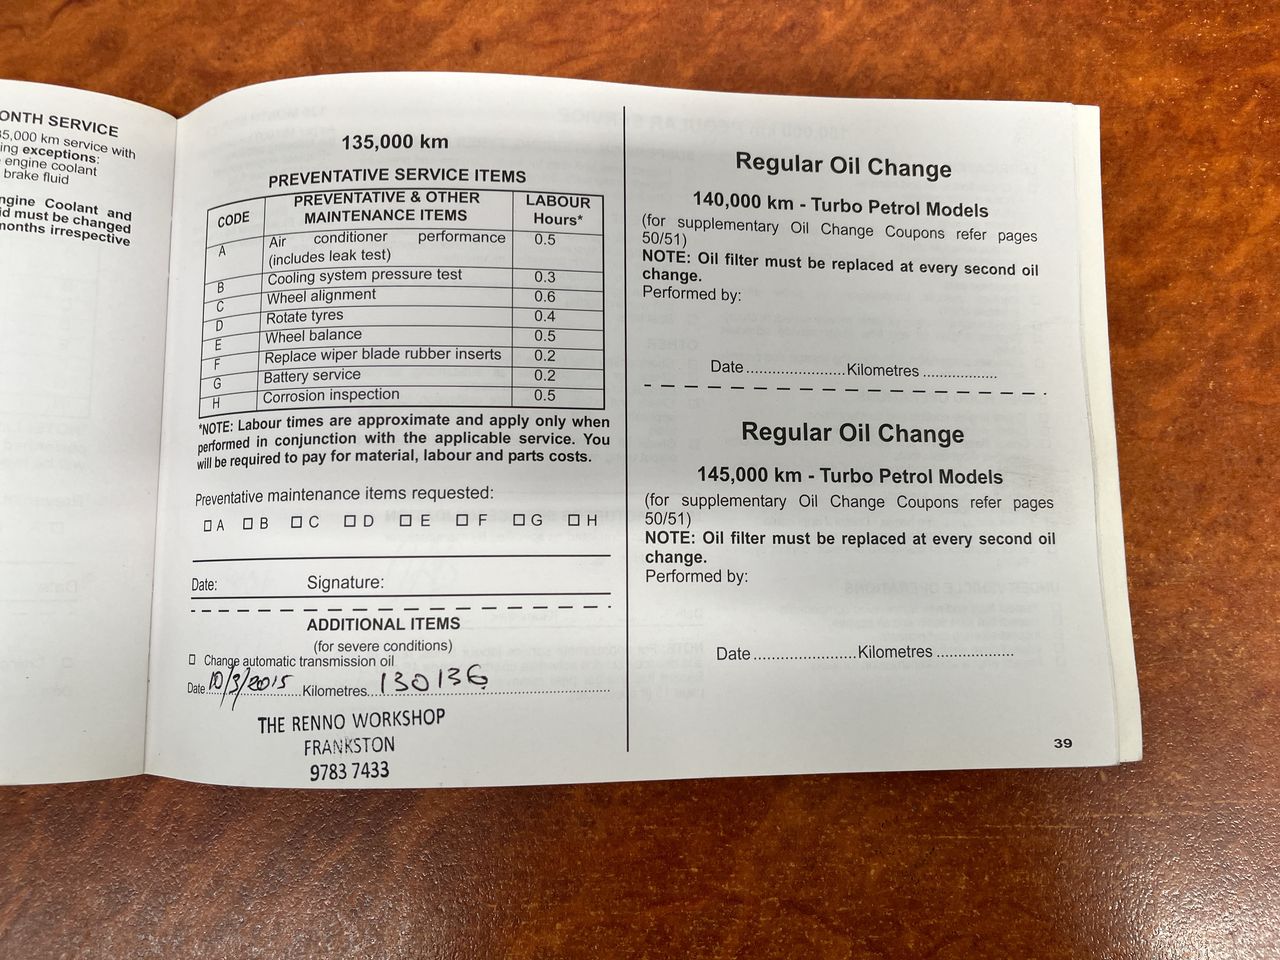 ONTH SERVICE
35,000 km service with
ing exceptions:
engine coolant
brake fluid
ngine Coolant and
id must be changed
months irrespective
135,000 km
PREVENTATIVE SERVICE ITEMS
CODE PREVENTATIVE & OTHER MAINTENANCE ITEMS LABOUR Hours*
A Air conditioner performance 0.5
(includes leak test)
B Cooling system pressure test 0.3
C Wheel alignment 0.6
D Rotate tyres 0.4
E Wheel balance 0.5
F Replace wiper blade rubber inserts 0.2
G Battery service 0.2
H Corrosion inspection 0.5
*NOTE: Labour times are approximate and apply only when
performed in conjunction with the applicable service. You
will be required to pay for material, labour and parts costs.
Preventative maintenance items requested:
☐ A ☐ B ☐ C ☐ D ☐ E ☐ F ☐ G ☐ H
Date: Signature:
ADDITIONAL ITEMS
(for severe conditions)
☐ Change automatic transmission oil
Date 10/3/2015 Kilometres 130136
THE RENNO WORKSHOP
FRANKSTON
9783 7433
Regular Oil Change
140,000 km - Turbo Petrol Models
(for supplementary Oil Change Coupons refer pages
50/51)
NOTE: Oil filter must be replaced at every second oil
change.
Performed by:
Date ...................... Kilometres .................
Regular Oil Change
145,000 km - Turbo Petrol Models
(for supplementary Oil Change Coupons refer pages
50/51)
NOTE: Oil filter must be replaced at every second oil
change.
Performed by:
Date ...................... Kilometres .................
39